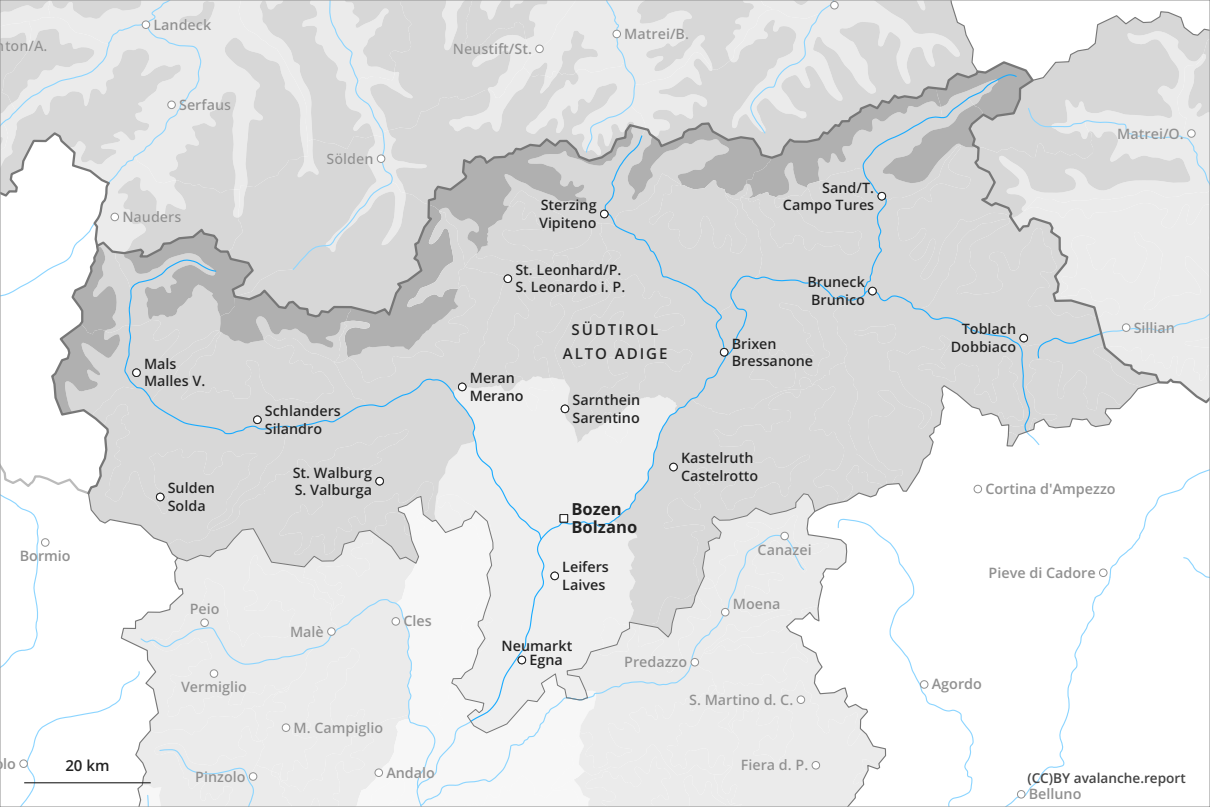 Landeck
nton/A.
Neustift/St.
Matrei/B.
Serfaus
Matrei/O.
Sölden
Nauders
Sand/T.
Campo Tures
Sterzing
Vipiteno
St. Leonhard/P.
S. Leonardo i. P.
Bruneck
Brunico
SÜDTIROL
ALTO ADIGE
Toblach
Dobbiaco
Sillian
Brixen
Bressanone
Mals
Malles V.
Meran
Merano
Sarnthein
Sarentino
Schlanders
Silandro
Kastelruth
Castelrotto
St. Walburg
S. Valburga
Sulden
Solda
Cortina d'Ampezzo
Bozen
Bolzano
Bormio
Canazei
Leifers
Laives
Pieve di Cadore
Peio
Moena
Cles
Malè
Neumarkt
Egna
Predazzo
Vermiglio
Agordo
S. Martino d. C.
M. Campiglio
olo
20 km
Pinzolo
Andalo
Fiera d. P.
(CC)BY avalanche.report
Belluno